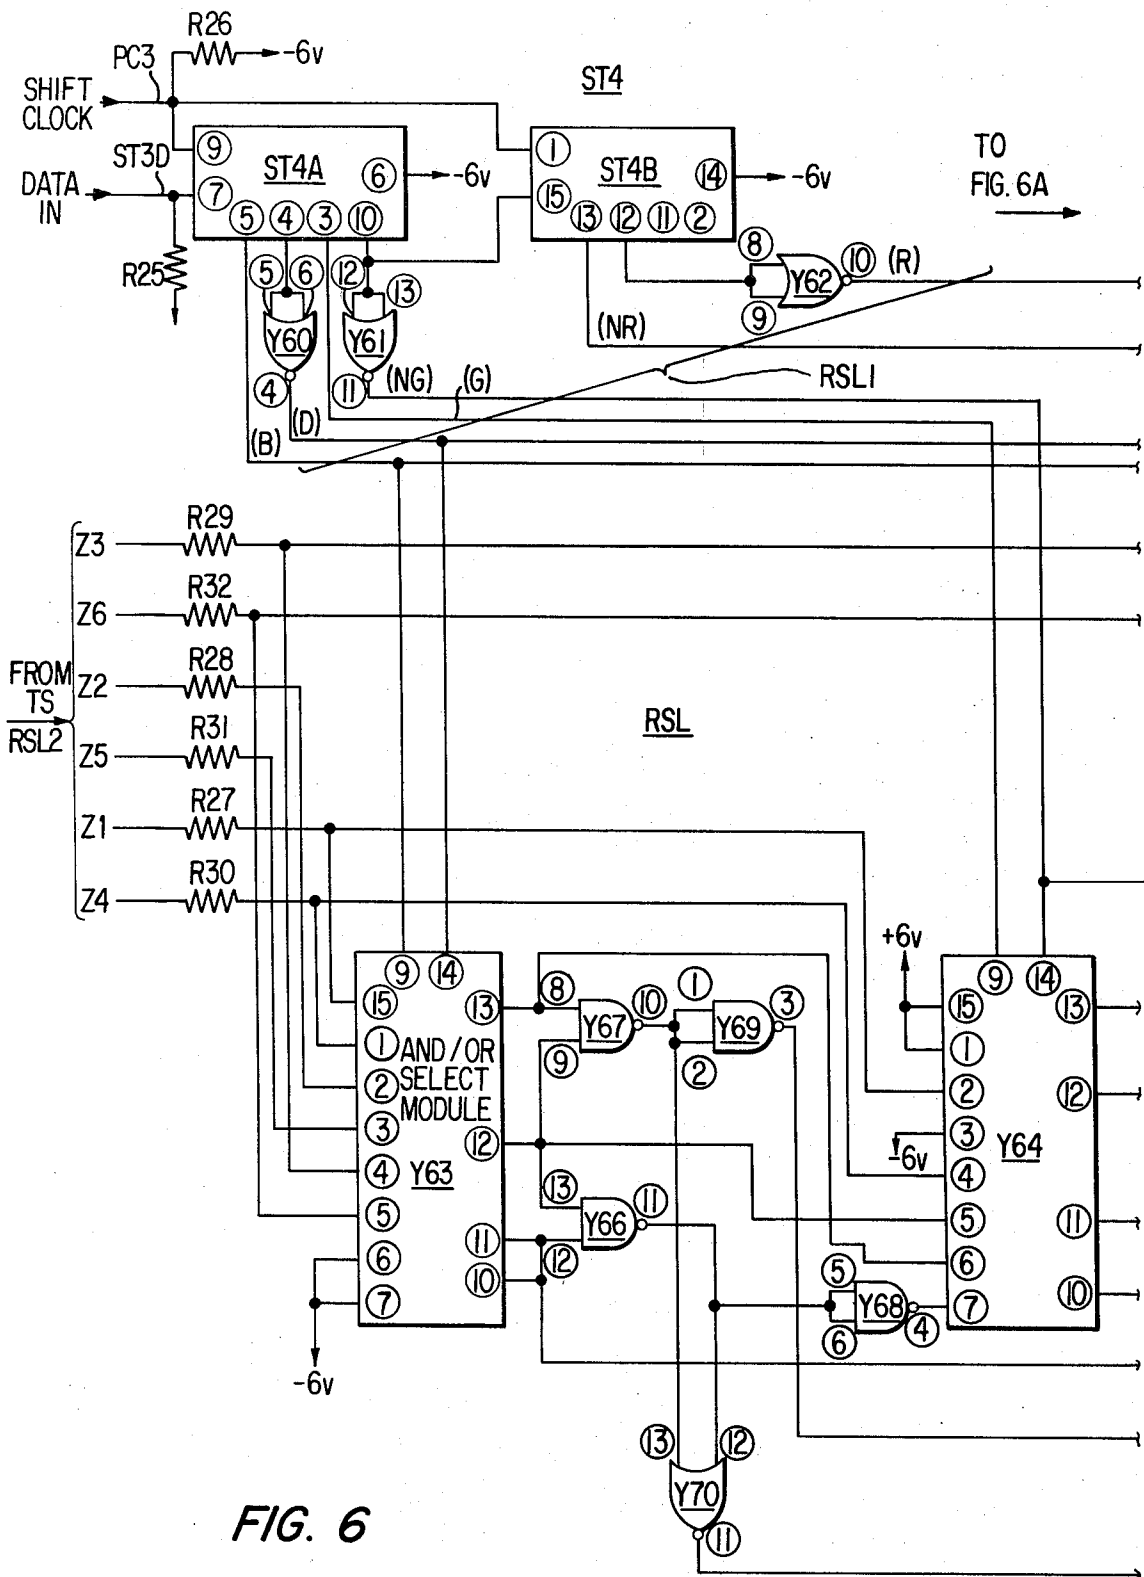 R26
-6v
PC3
SHIFT CLOCK
ST4
9
ST4A
6
-6v
1
ST4B
14
-6v
TO
FIG. 6A
ST3D
DATA IN
7
15
5 4 3 10
13 12 11 2
R25
5 6
12 13
8
10 (R)
Y62
9
Y60
Y61
(NR)
4
11
(NG)
(G)
RSL1
(D)
(B)
R29
Z3
R32
Z6
R28
FROM TS
Z2
RSL2
R31
Z5
RSL
R27
Z1
R30
Z4
+6v
9 14
9 14
15
13
8
10
1
3
15
13
Y67
Y69
1
AND/OR
SELECT
MODULE
9
2
1
2
2
12
3
12
3
-6v
Y64
4
Y63
13
11
4
5
Y66
5
11
6
11
12
6
10
5
10
7
Y68
7
6
4
-6v
13
12
Y70
11
FIG. 6